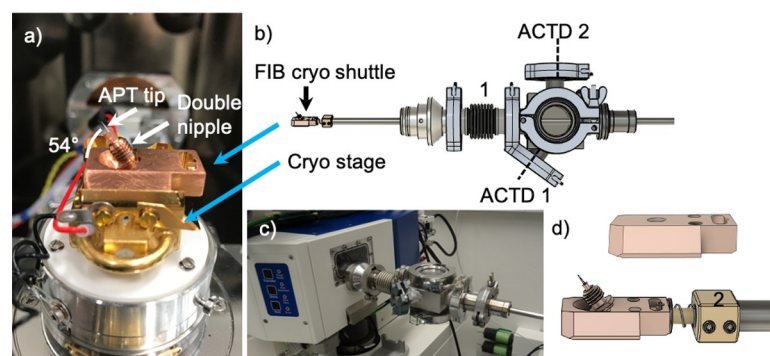 a)
APT tip
Double
nipple
54°
Cryo stage
b)
FIB cryo shuttle
1
ACTD 2
ACTD 1
c)
d)
2